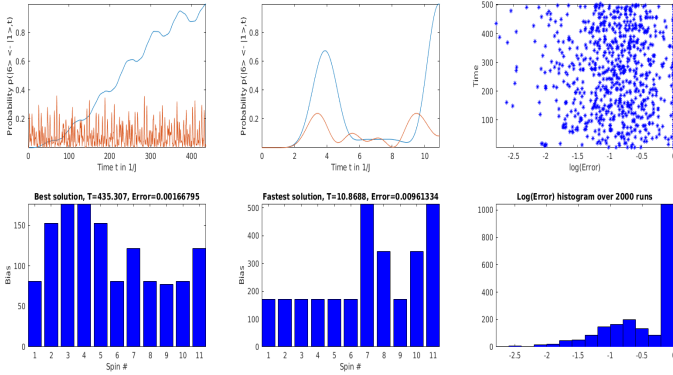 Probability p(|6> <- |1>,t)
0.8
0.6
0.4
0.2
0 100 200 300 400
Time t in 1/J
Probability p(|6> <- |1>,t)
0.8
0.6
0.4
0.2
0 2 4 6 8 10
Time t in 1/J
Time
500
400
300
200
100
-2.5 -2 -1.5 -1 -0.5 0
log(Error)
Best solution, T=435.307, Error=0.00166795
Bias
150
100
50
0
1 2 3 4 5 6 7 8 9 10 11
Spin #
Fastest solution, T=10.8688, Error=0.00961334
Bias
500
400
300
200
100
0
1 2 3 4 5 6 7 8 9 10 11
Spin #
Log(Error) histogram over 2000 runs
1000
800
600
400
200
0
-2.5 -2 -1.5 -1 -0.5 0
log(Error)